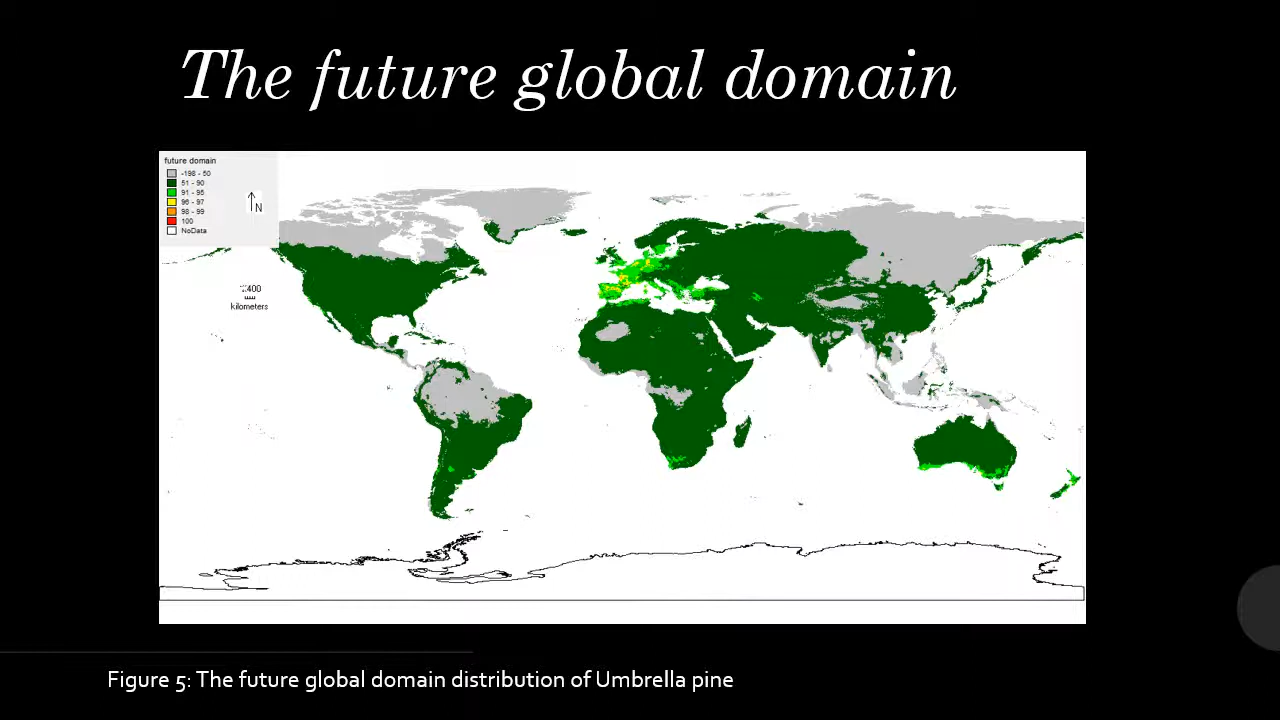 The future global domain
future domain
-198 - 50
51 - 90
91 - 95
96 - 97
98 - 99
100
NoData
N
kilometers
Figure 5: The future global domain distribution of Umbrella pine